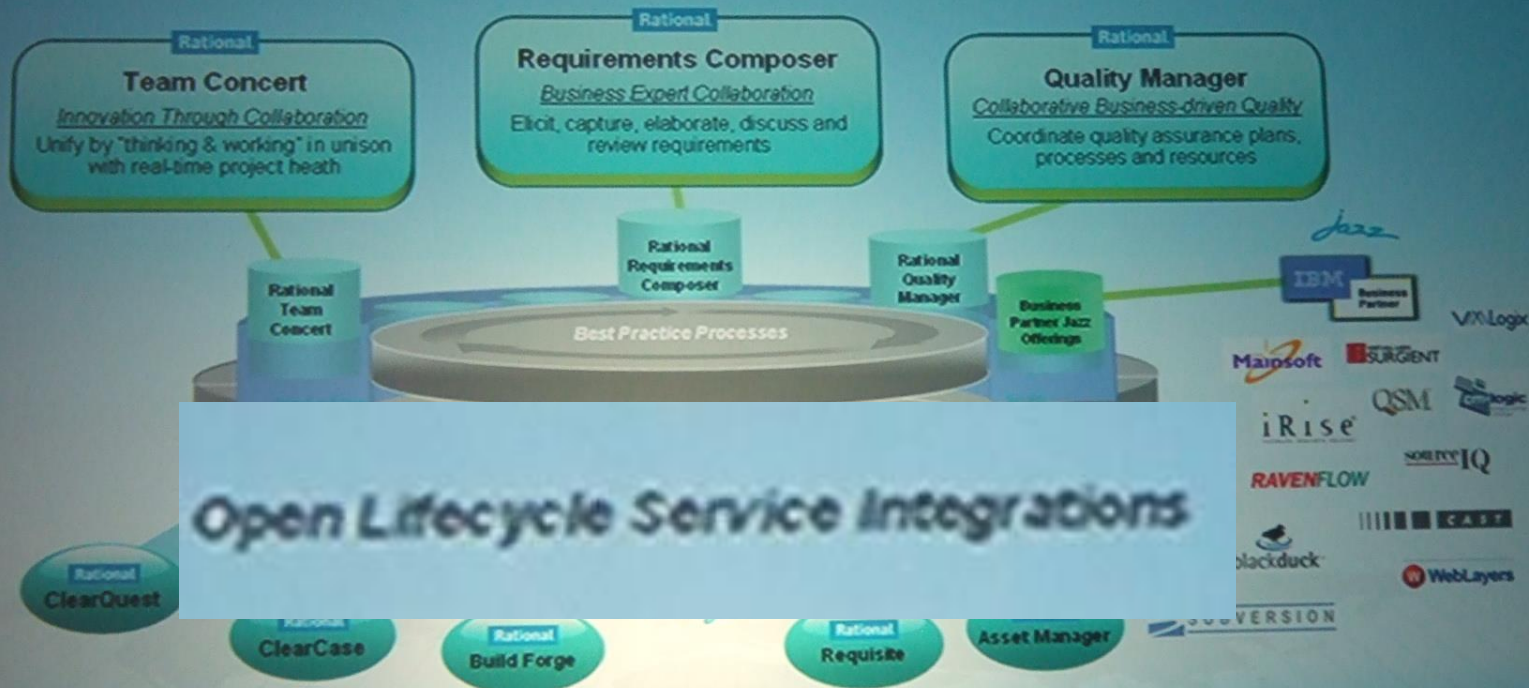 Rational
Team Concert
Innovation Through Collaboration
Unify by "thinking & working" in unison
with real-time project heath
Rational
Requirements Composer
Business Expert Collaboration
Elicit, capture, elaborate, discuss and
review requirements
Rational
Quality Manager
Collaborative Business-driven Quality
Coordinate quality assurance plans,
processes and resources
Rational
Team
Concert
Rational
Requirements
Composer
Rational
Quality
Manager
Business
Partner Jazz
Offerings
Best Practice Processes
jazz
IBM
Business
Partner
VMLogix
Mainsoft
SURGIENT
QSM
iRise
source IQ
RAVENFLOW
CAST
blackduck
WebLayers
Open Lifecycle Service Integrations
Rational
ClearQuest
Rational
ClearCase
Rational
Build Forge
Rational
Requisite
Asset Manager
SUBVERSION